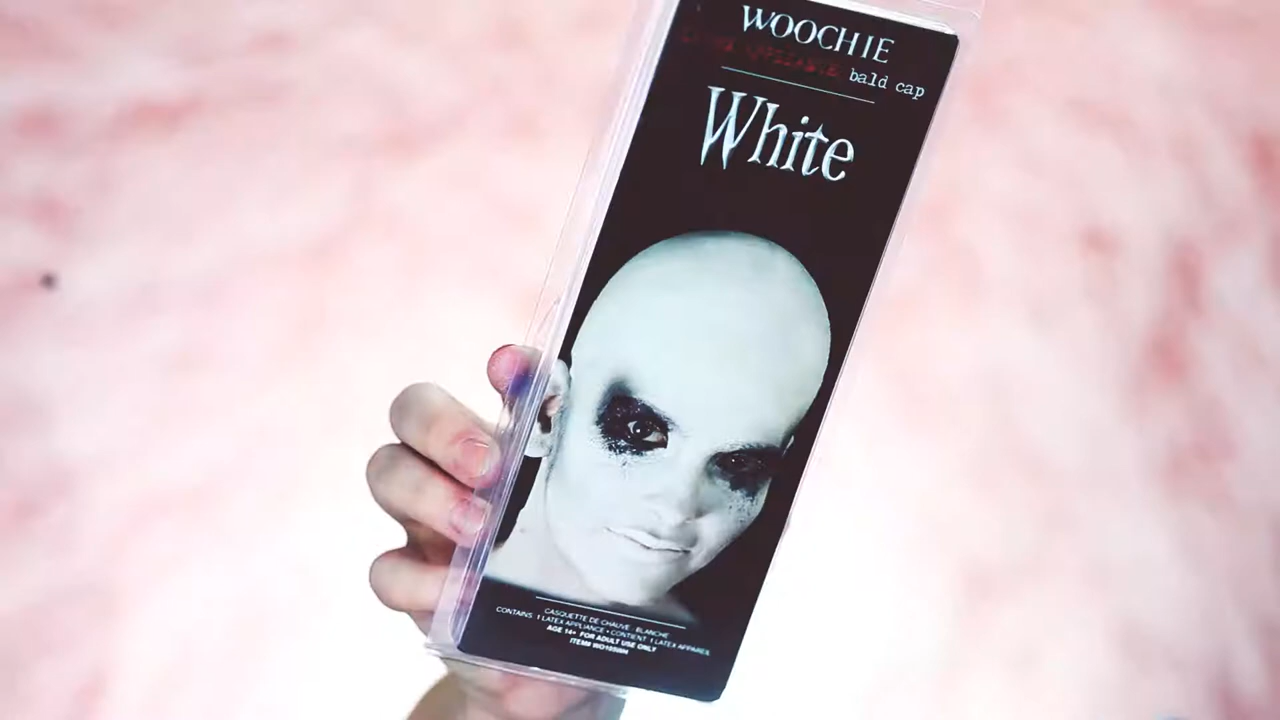 WOOCHIE
bald cap
White
CASQUETTE DE CHAUVE - BLANCHE
CONTAINS: 1 LATEX APPLIANCE • CONTIENT: 1 LATEX APPAREIL
AGE 14+ FOR ADULT USE ONLY
ITEM#